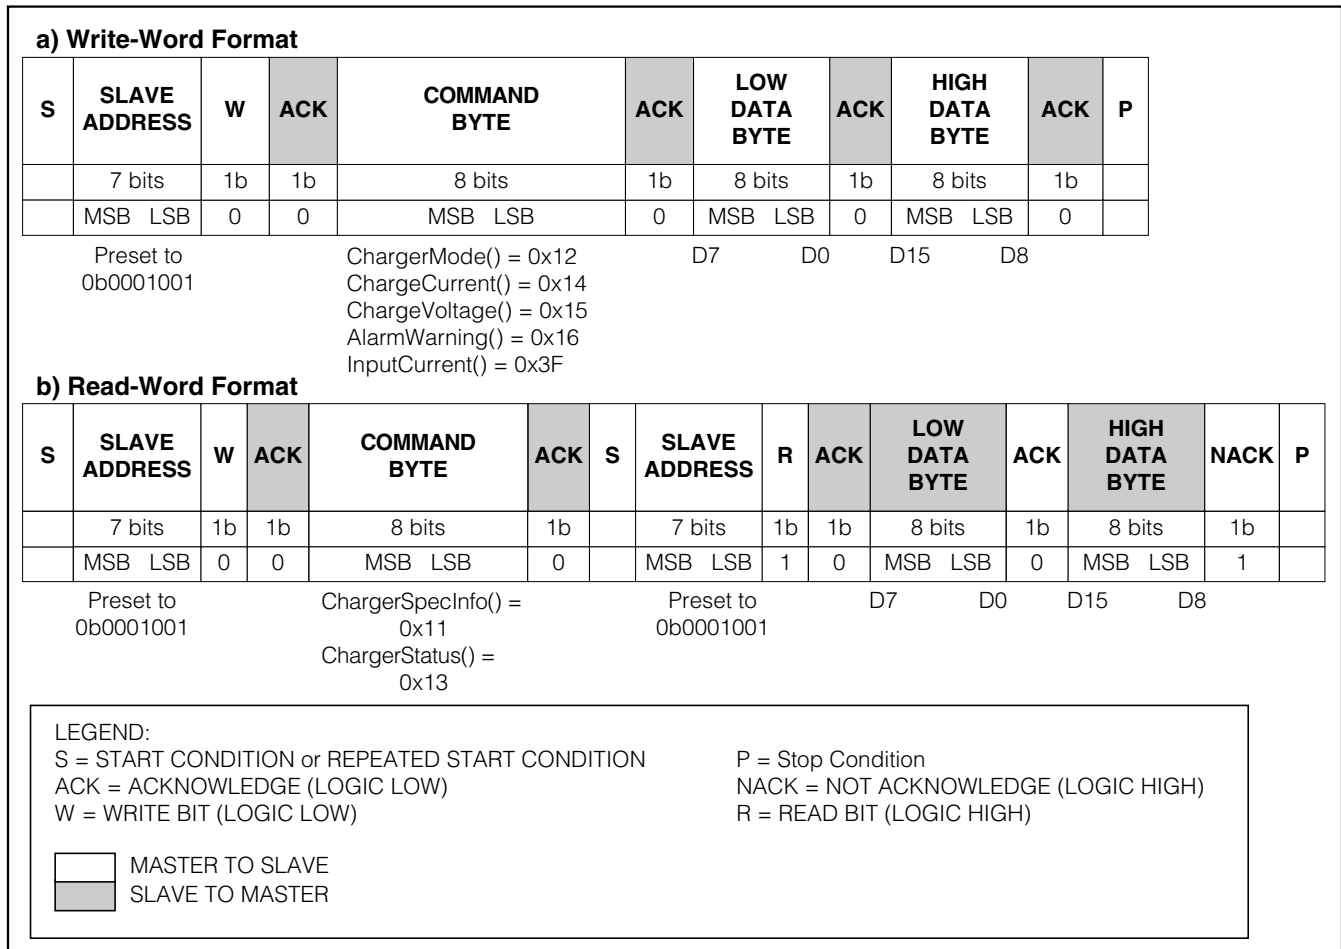 a) Write-Word Format
S SLAVE ADDRESS W ACK COMMAND BYTE ACK LOW DATA BYTE ACK HIGH DATA BYTE ACK P
7 bits 1b 1b 8 bits 1b 8 bits 1b 8 bits 1b
MSB LSB 0 0 MSB LSB 0 MSB LSB 0 MSB LSB 0
Preset to 0b0001001
ChargerMode() = 0x12
ChargeCurrent() = 0x14
ChargeVoltage() = 0x15
AlarmWarning() = 0x16
InputCurrent() = 0x3F
D7 D0 D15 D8
b) Read-Word Format
S SLAVE ADDRESS W ACK COMMAND BYTE ACK S SLAVE ADDRESS R ACK LOW DATA BYTE ACK HIGH DATA BYTE NACK P
7 bits 1b 1b 8 bits 1b 7 bits 1b 1b 8 bits 1b 8 bits 1b
MSB LSB 0 0 MSB LSB 0 MSB LSB 1 0 MSB LSB 0 MSB LSB 1
Preset to
0b0001001
ChargerSpecInfo() =
0x11
ChargerStatus() =
0x13
Preset to
0b0001001
D7 D0 D15 D8
LEGEND:
S = START CONDITION or REPEATED START CONDITION P = Stop Condition
ACK = ACKNOWLEDGE (LOGIC LOW) NACK = NOT ACKNOWLEDGE (LOGIC HIGH)
W = WRITE BIT (LOGIC LOW) R = READ BIT (LOGIC HIGH)
MASTER TO SLAVE
SLAVE TO MASTER